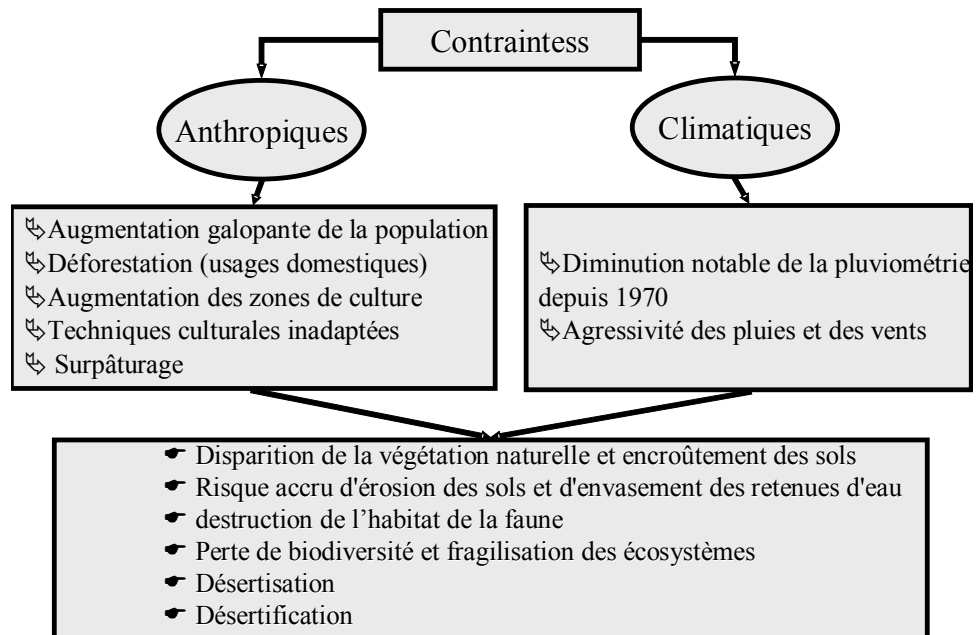 Contraintess
Anthropiques
Climatiques
Augmentation galopante de la population
Déforestation (usages domestiques)
Augmentation des zones de culture
Techniques culturales inadaptées
Surpâturage
Diminution notable de la pluviométrie
depuis 1970
Agressivité des pluies et des vents
Disparition de la végétation naturelle et encroûtement des sols
Risque accru d'érosion des sols et d'envasement des retenues d'eau
destruction de l’habitat de la faune
Perte de biodiversité et fragilisation des écosystèmes
Désertisation
Désertification